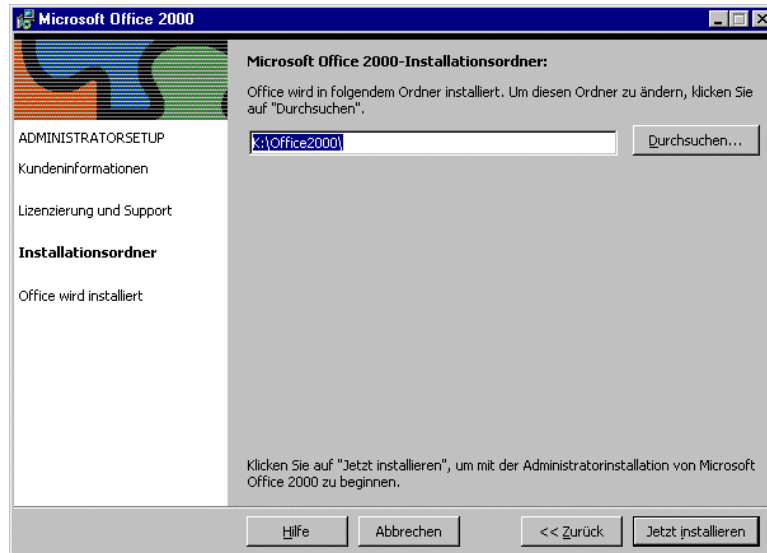 Microsoft Office 2000
Microsoft Office 2000-Installationsordner:
Office wird in folgendem Ordner installiert. Um diesen Ordner zu ändern, klicken Sie
auf "Durchsuchen".
K:\Office2000\
Durchsuchen...
ADMINISTRATORSETUP
Kundeninformationen
Lizenzierung und Support
Installationsordner
Office wird installiert
Klicken Sie auf "Jetzt installieren", um mit der Administratorinstallation von Microsoft
Office 2000 zu beginnen.
Hilfe
Abbrechen
<< Zurück
Jetzt installieren